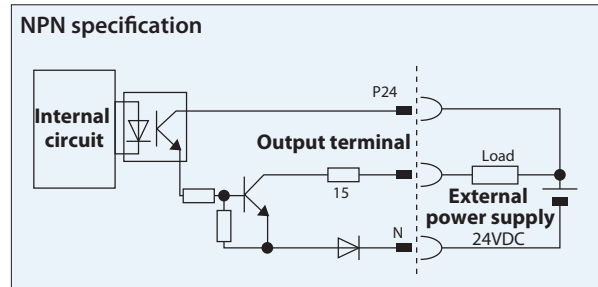 NPN specification
P24
Internal
circuit
Output terminal
Load
15
External
power supply
N
24VDC